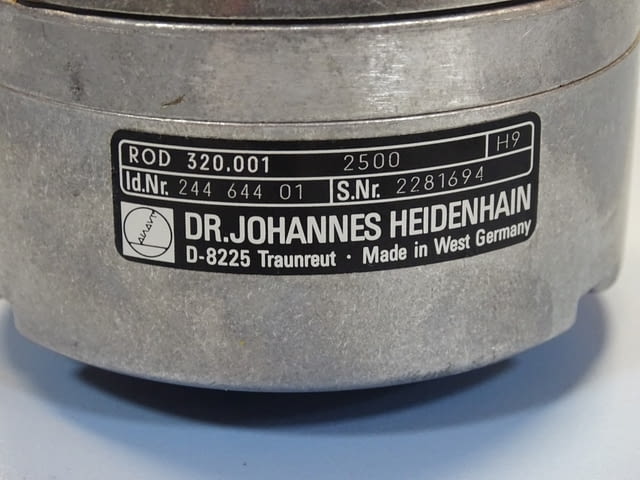 ROD 320.001 2500 H9
Id.Nr. 244 644 01 S.Nr. 2281694
DR.JOHANNES HEIDENHAIN
D-8225 Traunreut · Made in West Germany